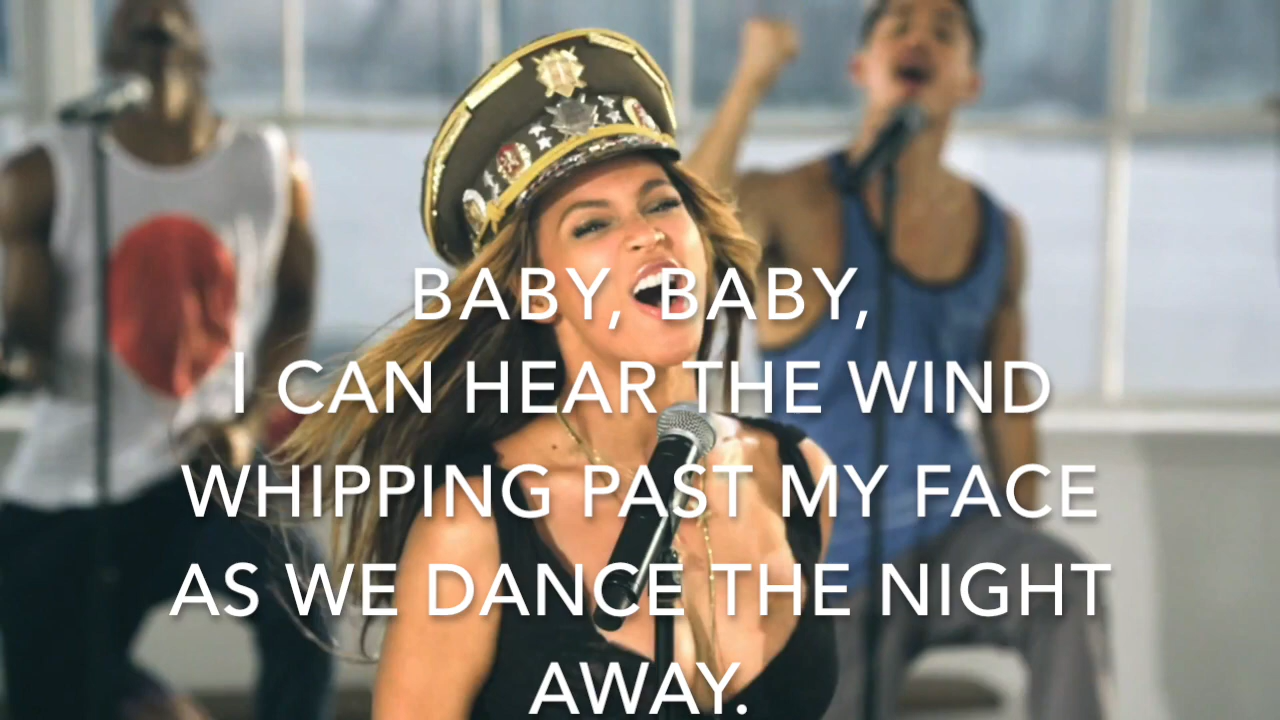 BABY, BABY,
I CAN HEAR THE WIND
WHIPPING PAST MY FACE
AS WE DANCE THE NIGHT
AWAY.